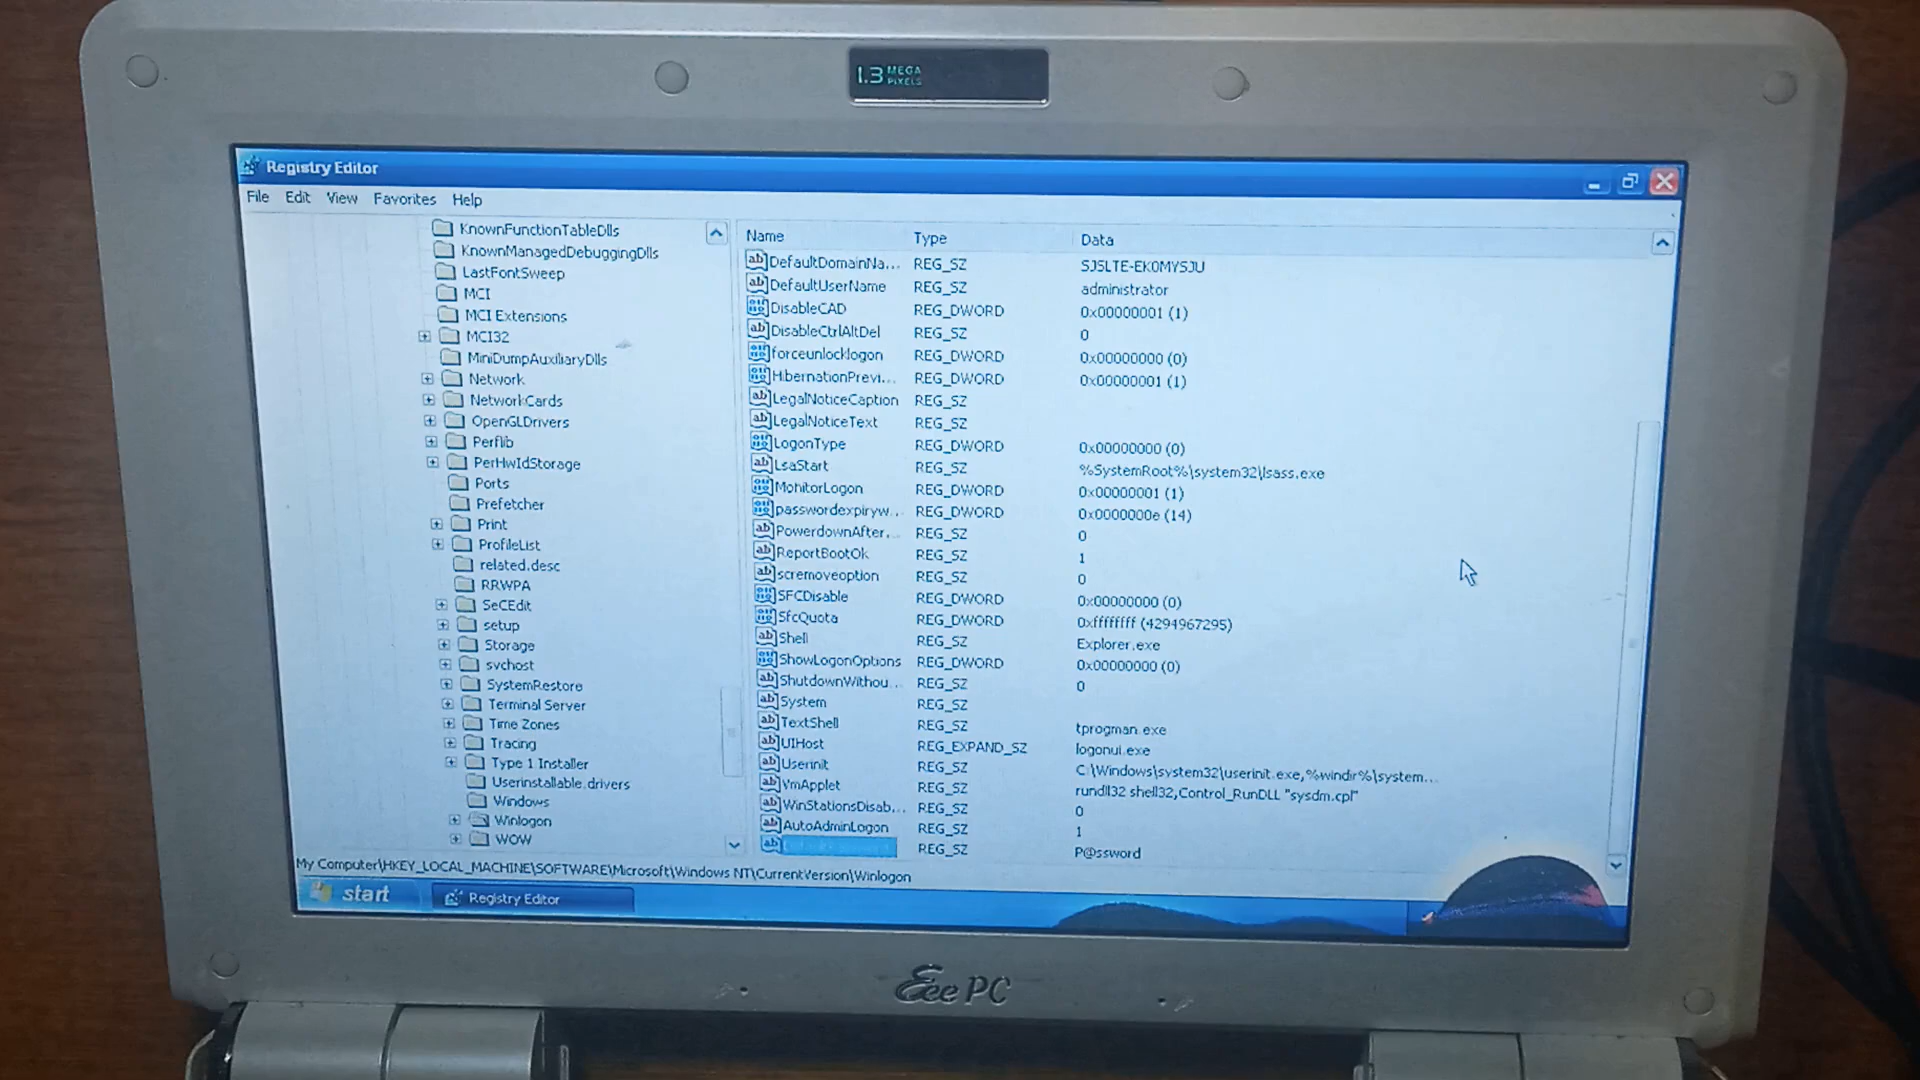 1.3 MEGA PIXELS
Registry Editor
File Edit View Favorites Help
KnownFunctionTableDlls
KnownManagedDebuggingDlls
LastFontSweep
MCI
MCI Extensions
MCI32
MiniDumpAuxiliaryDlls
Network
NetworkCards
OpenGLDrivers
Perflib
PerHwIdStorage
Ports
Prefetcher
Print
ProfileList
related.desc
RRWPA
SeCEdit
setup
Storage
svchost
SystemRestore
Terminal Server
Time Zones
Tracing
Type 1 Installer
Userinstallable.drivers
Windows
Winlogon
WOW
Name Type Data
DefaultDomainNa... REG_SZ SJSLTE-EK0MYSJU
DefaultUserName REG_SZ administrator
DisableCAD REG_DWORD 0x00000001 (1)
DisableCtrlAltDel REG_SZ 0
forceunlocklogon REG_DWORD 0x00000000 (0)
HibernationPrevi... REG_DWORD 0x00000001 (1)
LegalNoticeCaption REG_SZ
LegalNoticeText REG_SZ
LogonType REG_DWORD 0x00000000 (0)
LsaStart REG_SZ %SystemRoot%\system32\lsass.exe
MohitorLogon REG_DWORD 0x00000001 (1)
passwordexpiryw... REG_DWORD 0x0000000e (14)
PowerdownAfter... REG_SZ 0
ReportBootOk REG_SZ 1
scremoveoption REG_SZ 0
SFCDisable REG_DWORD 0x00000000 (0)
SfcQuota REG_DWORD 0xffffffff (4294967295)
Shell REG_SZ Explorer.exe
ShowLogonOptions REG_DWORD 0x00000000 (0)
ShutdownWithou... REG_SZ 0
System REG_SZ
TextShell REG_SZ tprogman.exe
UIHost REG_EXPAND_SZ logonui.exe
Userinit REG_SZ C:\Windows\system32\userinit.exe,%windir%\system...
VmApplet REG_SZ rundll32 shell32,Control_RunDLL "sysdm.cpl"
WinStationsDisab... REG_SZ 0
AutoAdminLogon REG_SZ 1
REG_SZ P@ssword
My Computer\HKEY_LOCAL_MACHINE\SOFTWARE\Microsoft\Windows NT\CurrentVersion\Winlogon
start Registry Editor
Eee PC